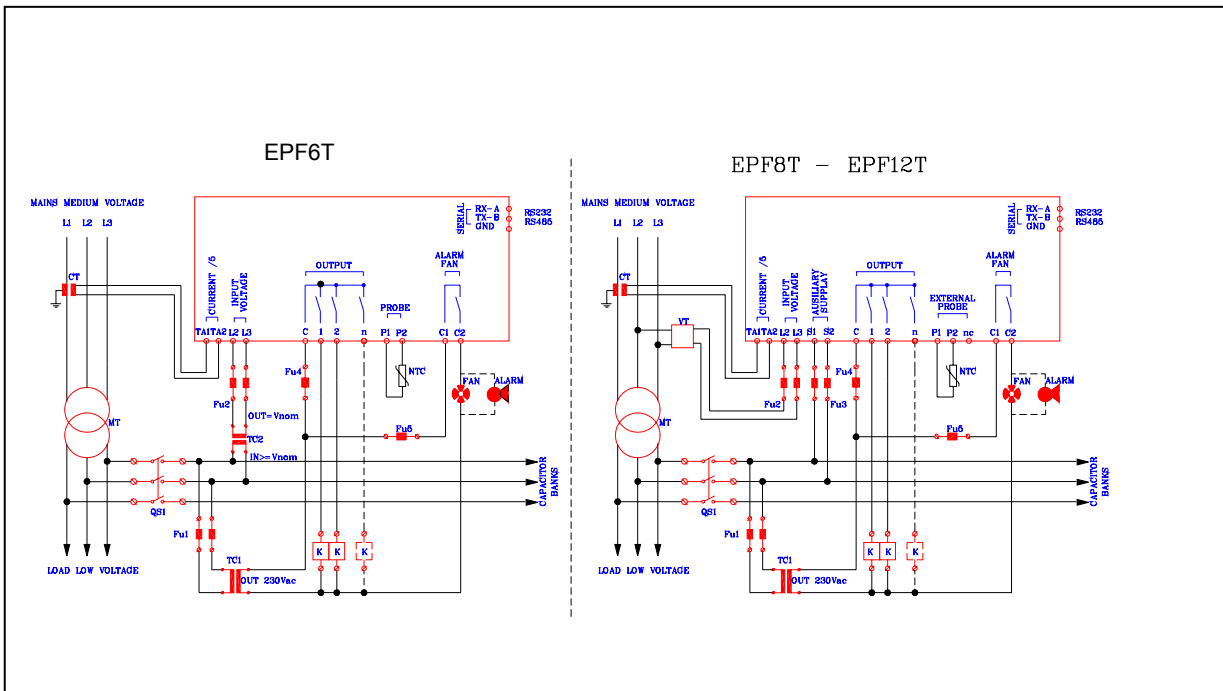 EPF6T
MAINS MEDIUM VOLTAGE
L1 L2 L3
CT
CURRENT /5
INPUT VOLTAGE
OUTPUT
PROBE
ALARM FAN
SERIAL
RX-A
TX-B
GND
RS232
RS485
TA1 TA2 L2 L3 C 1 2 n P1 P2 C1 C2
Fu4
NTC
FAN
ALARM
Fu2
OUT=Vnom
MT
TC2
Fu5
IN>=Vnom
CAPACITOR BANKS
QS1
Fu1
K K K
TC1
LOAD LOW VOLTAGE
OUT 230Vac
EPF8T - EPF12T
MAINS MEDIUM VOLTAGE
L1 L2 L3
CT
CURRENT /5
INPUT VOLTAGE
AUXILIARY SUPPLAY
OUTPUT
EXTERNAL PROBE
ALARM FAN
SERIAL
RX-A
TX-B
GND
RS232
RS485
VT
TA1 TA2 L2 L3 S1 S2 C 1 2 n P1 P2 nc C1 C2
Fu4
NTC
FAN
ALARM
Fu2
Fu3
MT
Fu5
CAPACITOR BANKS
QS1
Fu1
K K K
TC1
LOAD LOW VOLTAGE
OUT 230Vac